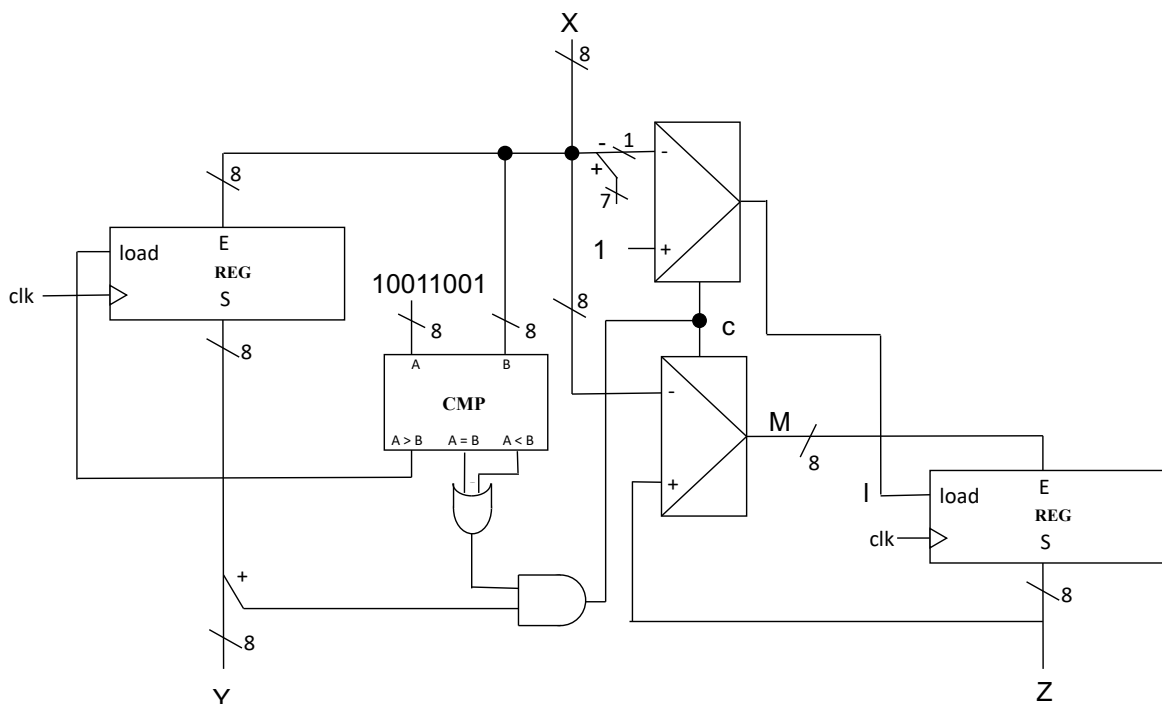 X
8
- 1
-
+
7
8
E
load
REG
S
clk
1 +
10011001
8
8
8
8
c
A B
CMP
A > B A = B A < B
-
M
8
+
I
load
E
REG
S
clk
+
8
8
Y
Z